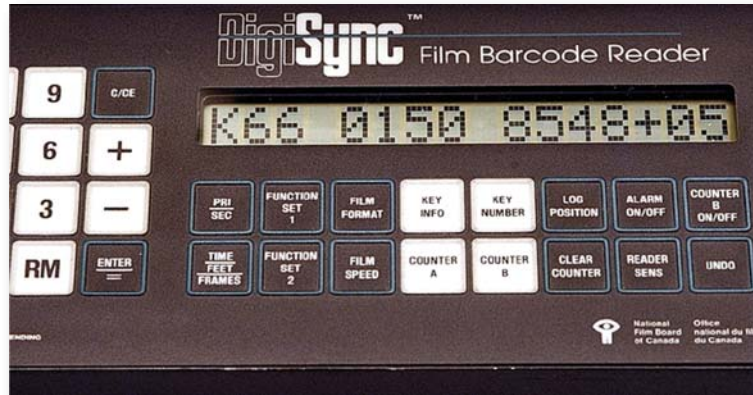 DigiSync™ Film Barcode Reader
K66 0150 8548+05
9 C/CE
6 +
3 −
RM ENTER =
PRI
SEC
FUNCTION
SET
1
FILM
FORMAT
KEY
INFO
KEY
NUMBER
LOG
POSITION
ALARM
ON/OFF
COUNTER
B
ON/OFF
TIME
FEET
FRAMES
FUNCTION
SET
2
FILM
SPEED
COUNTER
A
COUNTER
B
CLEAR
COUNTER
READER
SENS
UNDO
National
Film Board
of Canada
Office
national du fil
du Canada